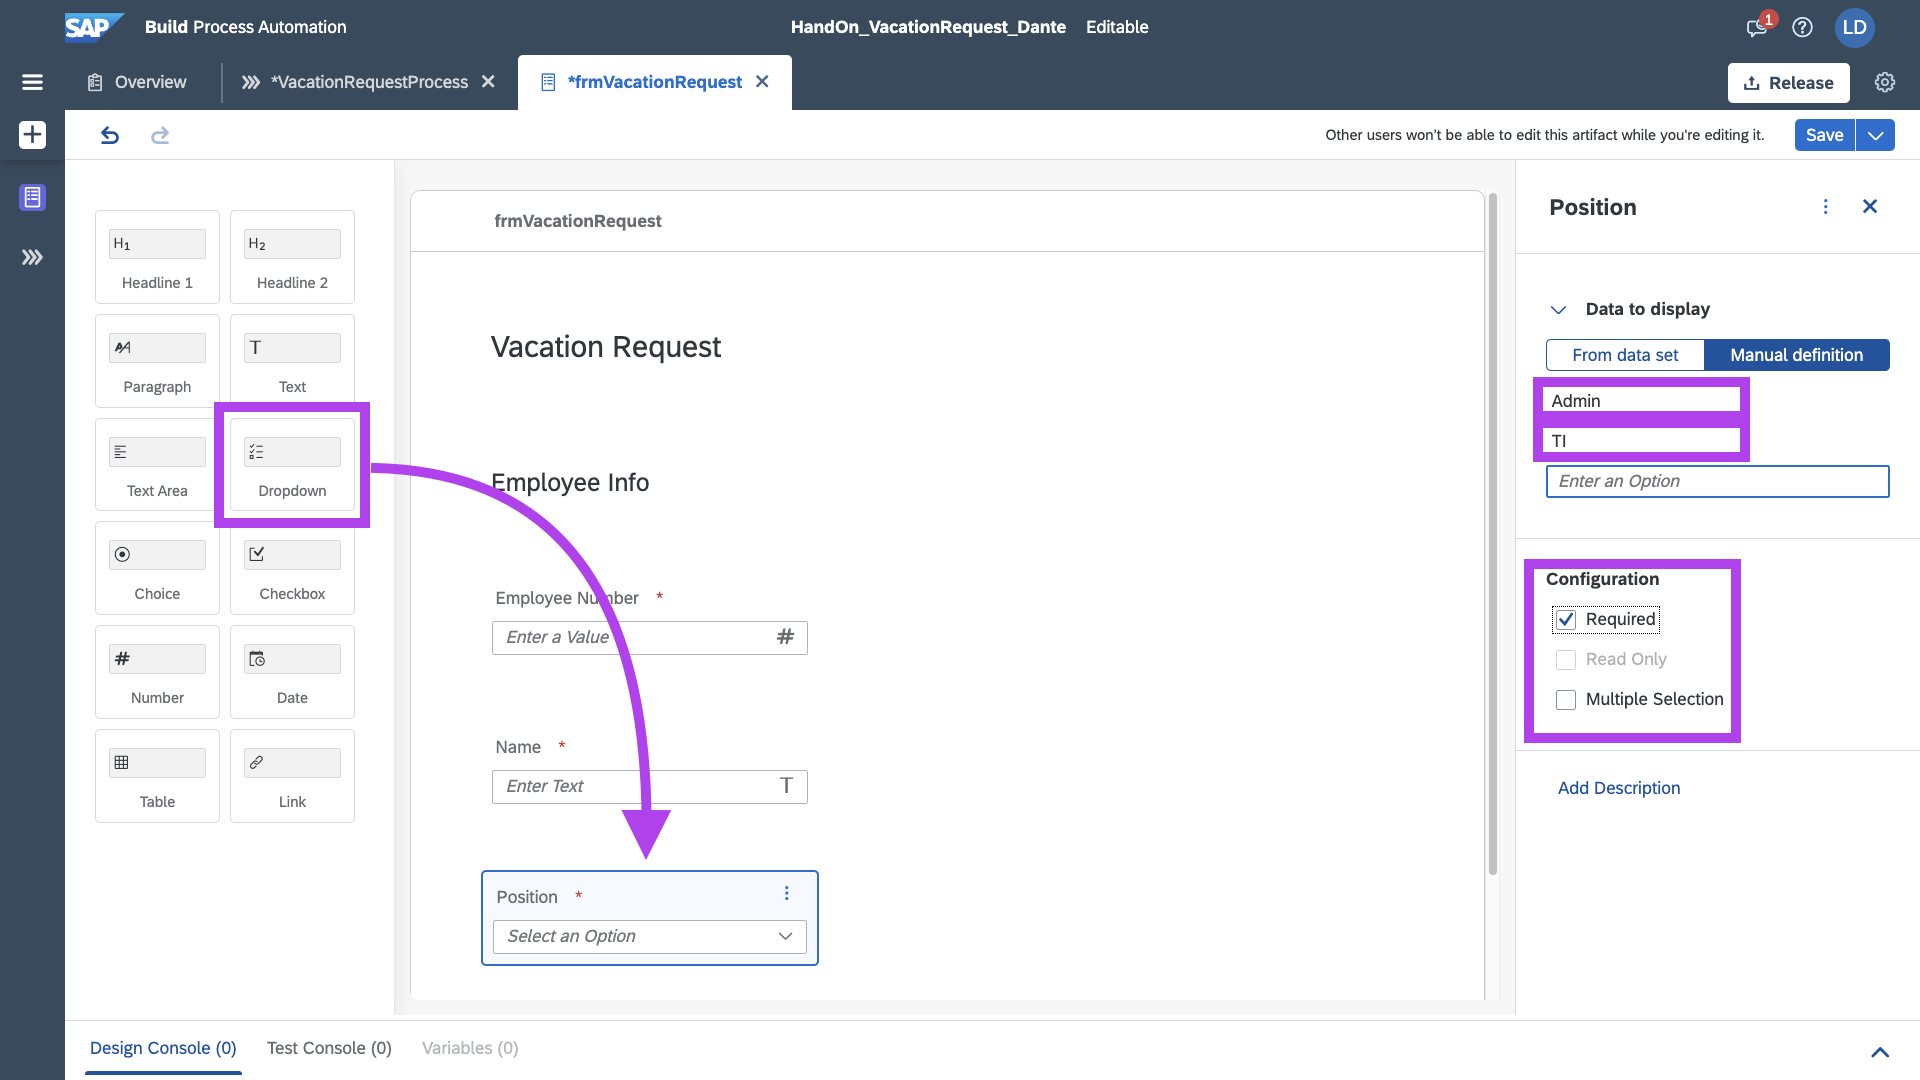 SAP Build Process Automation
HandOn_VacationRequest_Dante Editable
1
LD
Overview
*VacationRequestProcess
*frmVacationRequest
Release
Other users won't be able to edit this artifact while you're editing it.
Save
H1
Headline 1
H2
Headline 2
Paragraph
T
Text
Text Area
Dropdown
Choice
Checkbox
#
Number
Date
Table
Link
frmVacationRequest
Vacation Request
Employee Info
Employee Number *
Enter a Value #
Name *
Enter Text T
Position *
Select an Option
Position
Data to display
From data set
Manual definition
Admin
TI
Enter an Option
Configuration
Required
Read Only
Multiple Selection
Add Description
Design Console (0)
Test Console (0)
Variables (0)